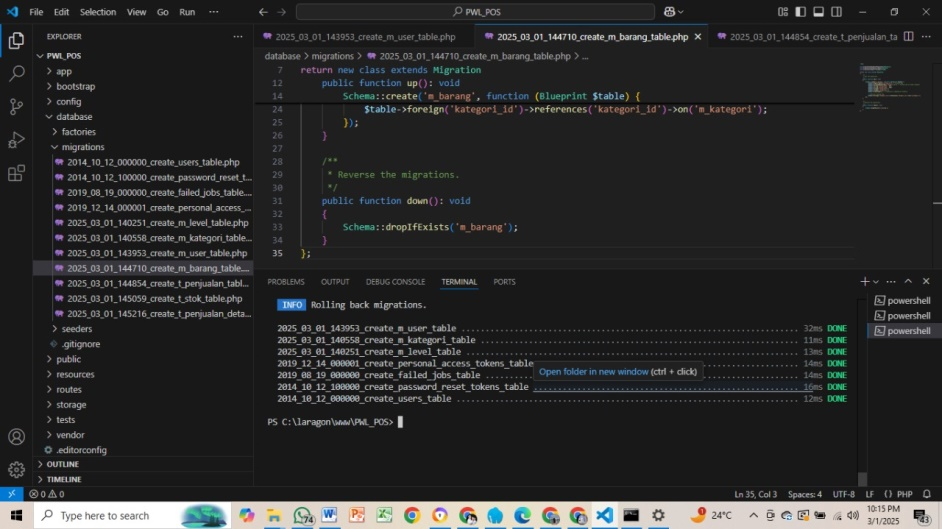 File Edit Selection View Go Run ··· PWL_POS
EXPLORER ···
2025_03_01_143953_create_m_user_table.php 2025_03_01_144710_create_m_barang_table.php 2025_03_01_144854_create_t_penjualan_ta
PWL_POS
app
bootstrap
config
database
factories
migrations
2014_10_12_000000_create_users_table.php
2014_10_12_100000_create_password_reset_t...
2019_08_19_000000_create_failed_jobs_table....
2019_12_14_000001_create_personal_access_...
2025_03_01_140251_create_m_level_table.php
2025_03_01_140558_create_m_kategori_table...
2025_03_01_143953_create_m_user_table.php
2025_03_01_144710_create_m_barang_table....
2025_03_01_144854_create_t_penjualan_tabl...
2025_03_01_145059_create_t_stok_table.php
2025_03_01_145216_create_t_penjualan_deta...
seeders
.gitignore
public
resources
routes
storage
tests
vendor
.editorconfig
OUTLINE
TIMELINE
database > migrations > 2025_03_01_144710_create_m_barang_table.php > ...
7 return new class extends Migration
12 public function up(): void
14 Schema::create('m_barang', function (Blueprint $table) {
24 $table->foreign('kategori_id')->references('kategori_id')->on('m_kategori');
25 });
26 }
27
28 /**
29 * Reverse the migrations.
30 */
31 public function down(): void
32 {
33 Schema::dropIfExists('m_barang');
34 }
35 };
PROBLEMS OUTPUT DEBUG CONSOLE TERMINAL PORTS
powershell
powershell
powershell
INFO Rolling back migrations.
2025_03_01_143953_create_m_user_table ........ 32ms DONE
2025_03_01_140558_create_m_kategori_table ........ 11ms DONE
2025_03_01_140251_create_m_level_table ........ 13ms DONE
2019_12_14_000001_create_personal_access_tokens_table ........ 14ms DONE
2019_08_19_000000_create_failed_jobs_table ........ 14ms DONE
2014_10_12_100000_create_password_reset_tokens_table ........ 16ms DONE
2014_10_12_000000_create_users_table ........ 12ms DONE
Open folder in new window (ctrl + click)
PS C:\laragon\www\PWL_POS>
0 0 Ln 35, Col 3 Spaces: 4 UTF-8 LF {} PHP
Type here to search 74 24°C 10:15 PM
3/1/2025 43